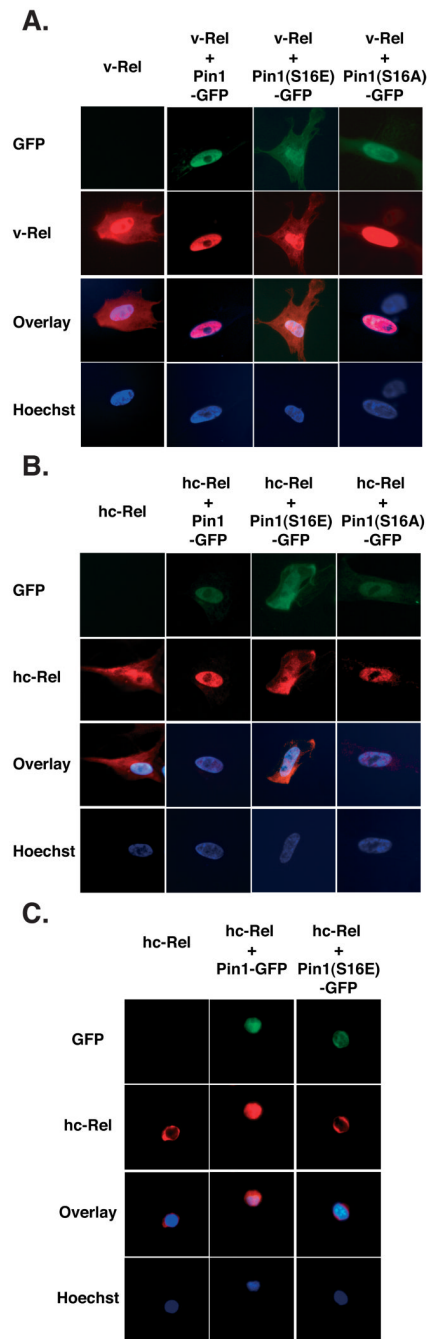 A.
v-Rel
v-Rel
+
Pin1
-GFP
v-Rel
+
Pin1(S16E)
-GFP
v-Rel
+
Pin1(S16A)
-GFP
GFP
v-Rel
Overlay
Hoechst
B.
hc-Rel
hc-Rel
+
Pin1
-GFP
hc-Rel
+
Pin1(S16E)
-GFP
hc-Rel
+
Pin1(S16A)
-GFP
GFP
hc-Rel
Overlay
Hoechst
C.
hc-Rel
hc-Rel
+
Pin1-GFP
hc-Rel
+
Pin1(S16E)
-GFP
GFP
hc-Rel
Overlay
Hoechst